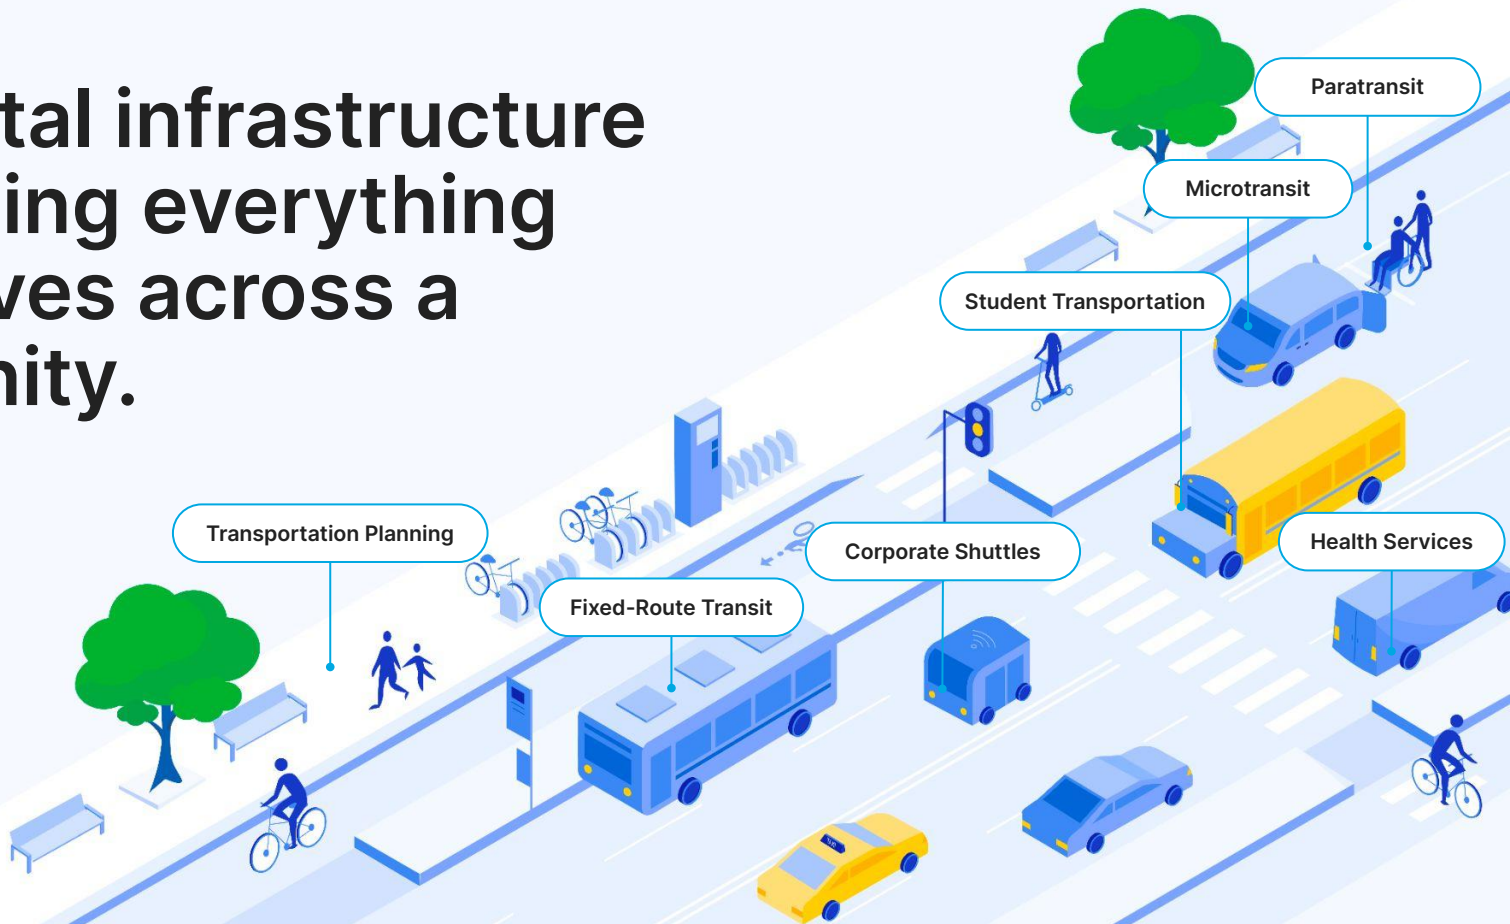 tal infrastructure
ing everything
ves across a
nity.
Paratransit
Microtransit
Student Transportation
Transportation Planning
Corporate Shuttles
Health Services
Fixed-Route Transit
TAXI